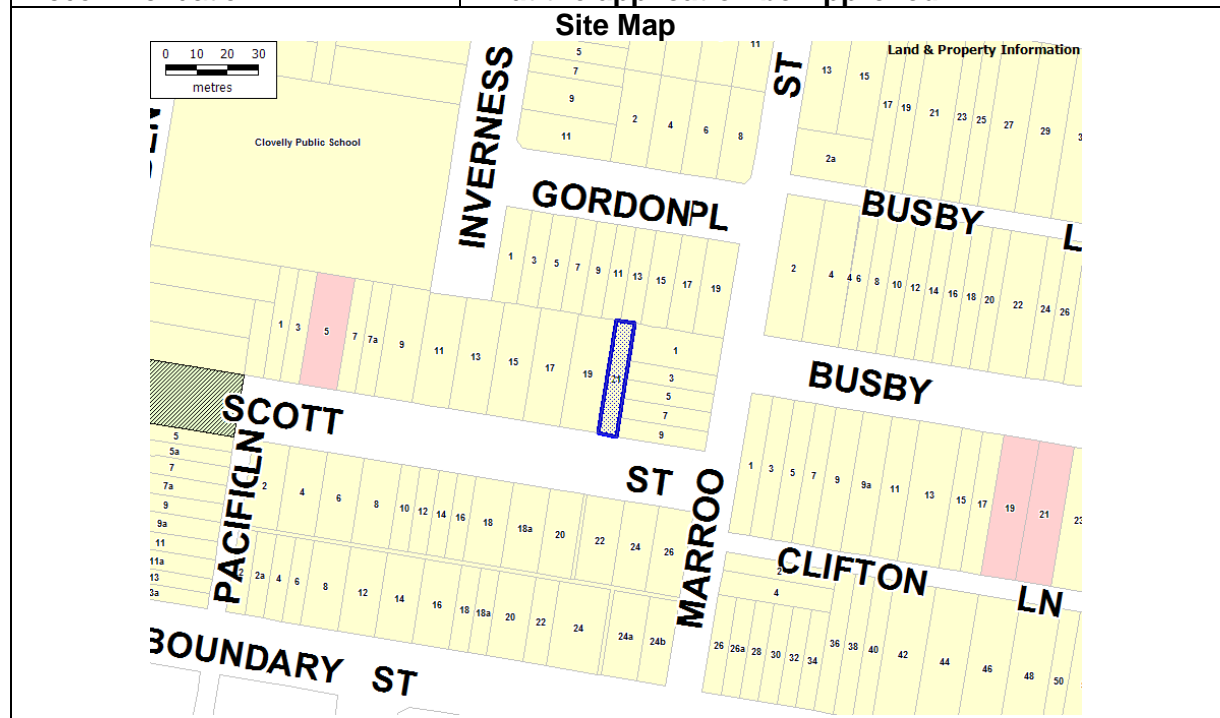 Site Map
0 10 20 30
metres
Land & Property Information
INVERNESS
ST
5
7
9
11
2 4 6 8
11
13 15
17 19 21 23 25 27 29
2a
Clovelly Public School
GORDON PL
BUSBY
1 3 5 7 9 11 13 15 17 19
2 4 4 6 8 10 12 14 16 18 20 22 24 26
1 3 5 7 7a 9 11 13 15 17 19 21
1
3
5
7
9
BUSBY
SCOTT
ST
PACIFIC LN
MARROO
5
5a
7
7a
9
9a
11
11a
13
3a
2 4 6 8 10 12 14 16 18 18a 20 22 24 26
1 3 5 7 9 9a 11 13 15 17 19 21 23
2 2a 4 6 8 12 14 16 18 18a 20 22 24 24a 24b
CLIFTON
LN
2
4
26 26a 28 30 32 34 36 38 40 42 44 46 48 50
BOUNDARY ST